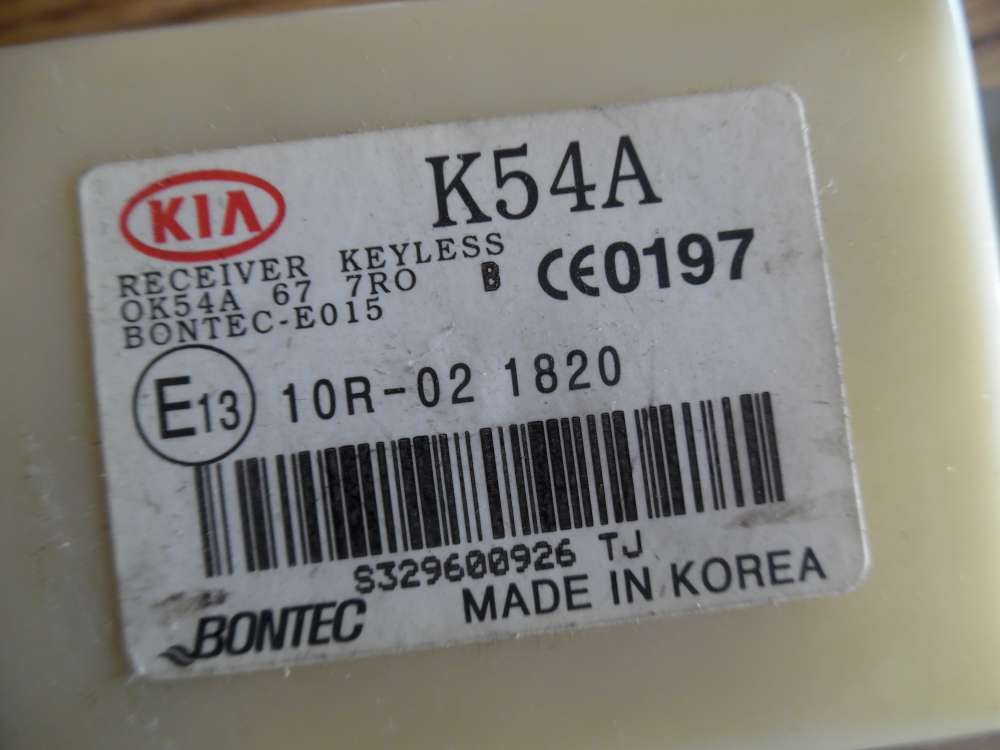 KIA K54A
RECEIVER KEYLESS
OK54A 67 7RO B CE0197
BONTEC-E015
E13 10R-02 1820
S329600926 TJ
BONTEC MADE IN KOREA